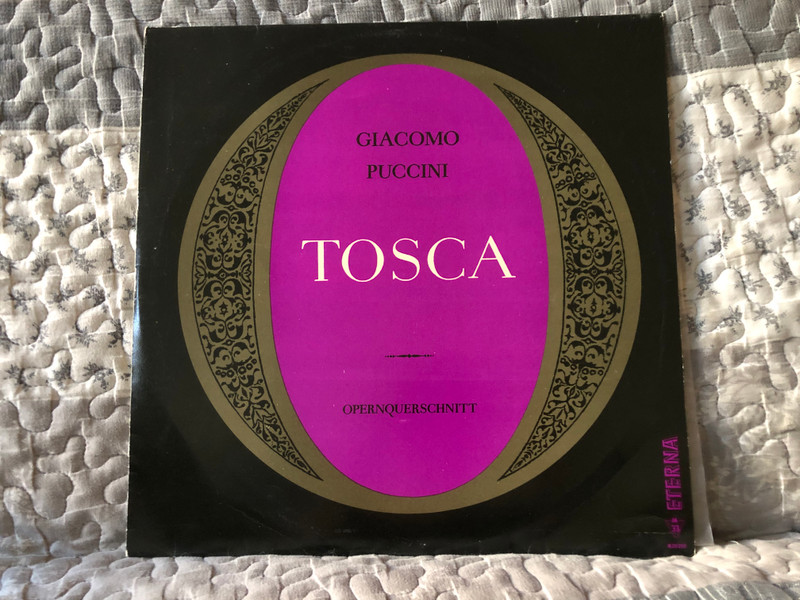 GIACOMO
PUCCINI
TOSCA
OPERNQUERSCHNITT
ETERNA